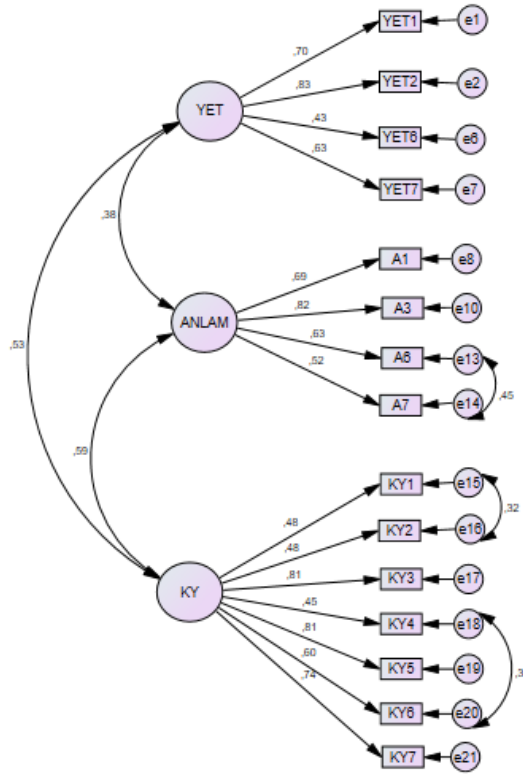 YET1 e1
,70
YET2 e2
,83
YET
,43
YET6 e6
,63
YET7 e7
,38
A1 e8
,69
A3 e10
,82
ANLAM
,63
A6 e13
,52
,45
A7 e14
,53
,59
KY1 e15
,32
,48
KY2 e16
,48
KY3 e17
,81
KY
,45
KY4 e18
,81
KY5 e19
,60
,3
KY6 e20
,74
KY7 e21